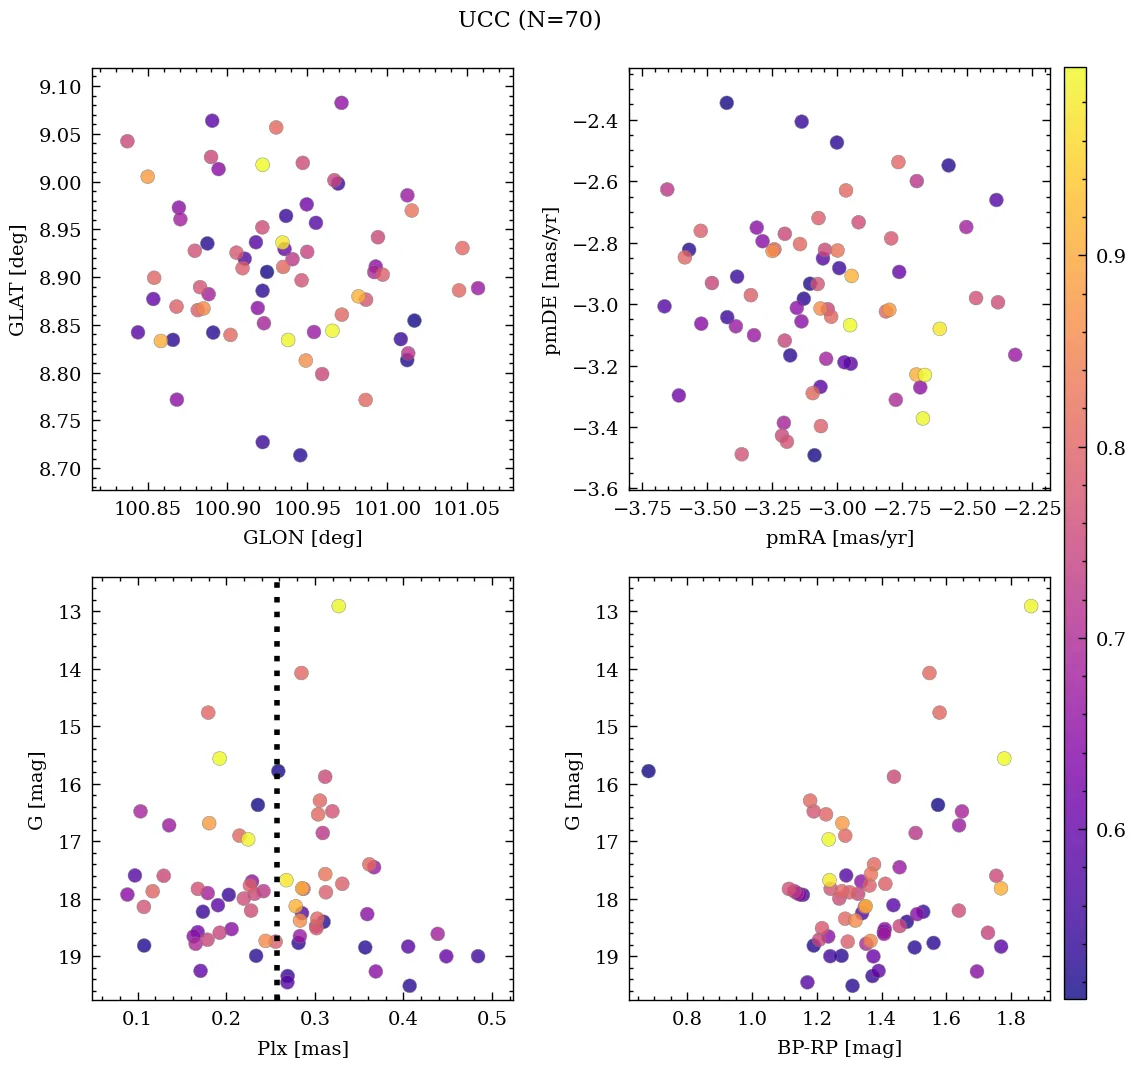 UCC (N=70)
9.10
9.05
9.00
8.95
8.90
8.85
8.80
8.75
8.70
GLAT [deg]
100.85 100.90 100.95 101.00 101.05
GLON [deg]
−2.4
−2.6
−2.8
−3.0
−3.2
−3.4
−3.6
pmDE [mas/yr]
−3.75 −3.50 −3.25 −3.00 −2.75 −2.50 −2.25
pmRA [mas/yr]
13
14
15
16
17
18
19
G [mag]
0.1 0.2 0.3 0.4 0.5
Plx [mas]
13
14
15
16
17
18
19
G [mag]
0.8 1.0 1.2 1.4 1.6 1.8
BP-RP [mag]
0.9
0.8
0.7
0.6